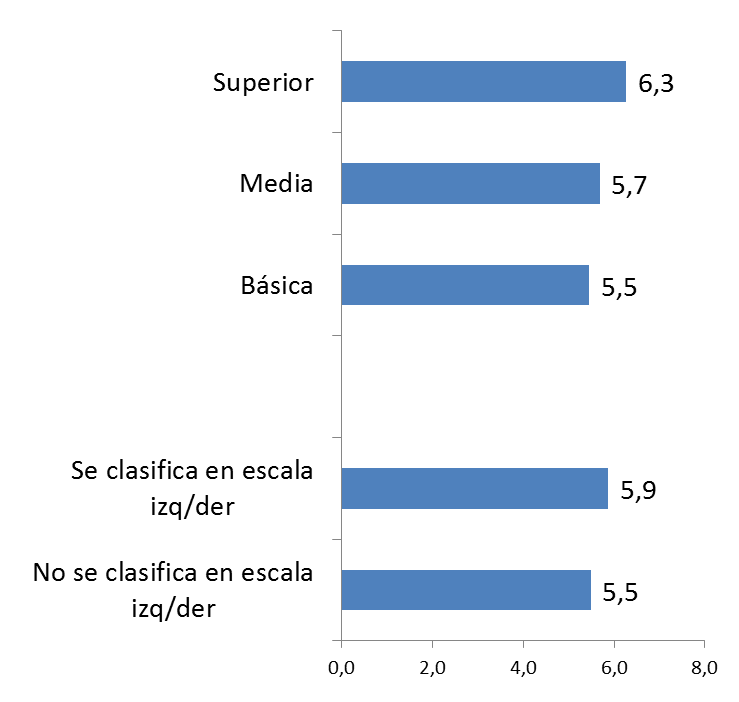 Superior
6,3
Media
5,7
Básica
5,5
Se clasifica en escala
izq/der
5,9
No se clasifica en escala
izq/der
5,5
0,0 2,0 4,0 6,0 8,0